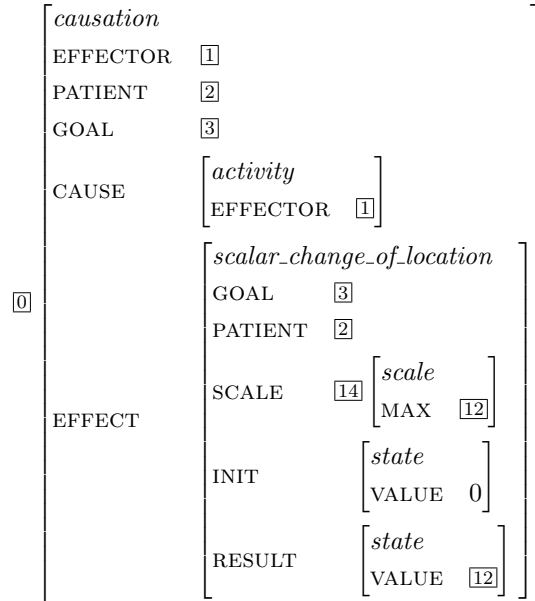 causation
EFFECTOR 1
PATIENT 2
GOAL 3
CAUSE
activity
EFFECTOR 1
0
EFFECT
scalar_change_of_location
GOAL 3
PATIENT 2
SCALE 14
scale
MAX 12
INIT
state
VALUE 0
RESULT
state
VALUE 12